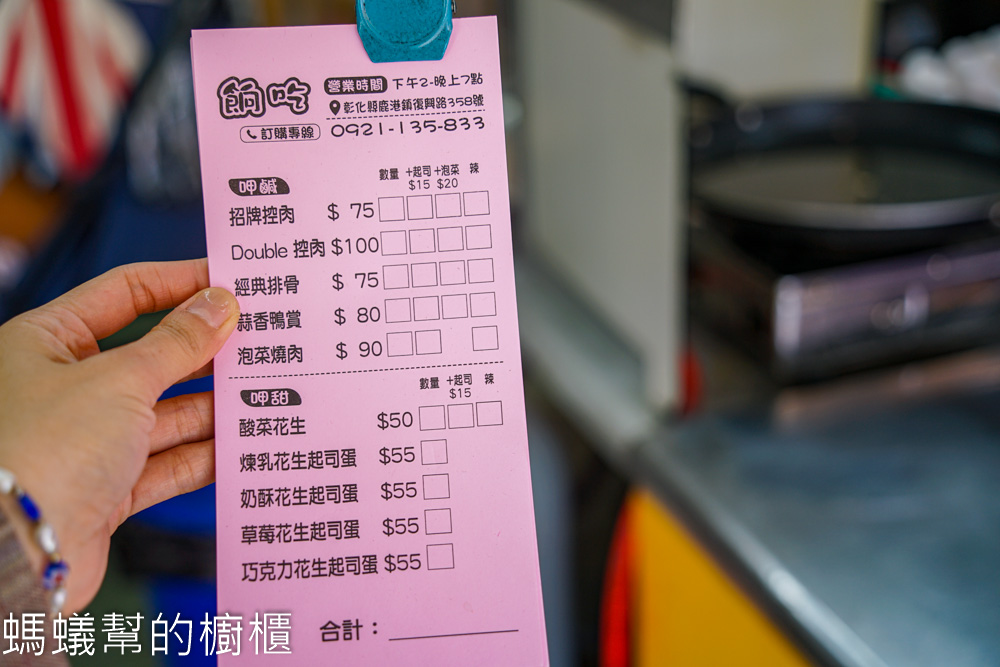 餉吃
營業時間 下午2-晚上7點
彰化縣鹿港鎮復興路358號
訂購專線 0921-135-833
呷鹹 數量 +起司 +泡菜 辣
$15 $20
招牌控肉 $ 75
Double 控肉 $100
經典排骨 $ 75
蒜香鴨賞 $ 80
泡菜燒肉 $ 90
呷甜 數量 +起司 辣
$15
酸菜花生 $50
煉乳花生起司蛋 $55
奶酥花生起司蛋 $55
草莓花生起司蛋 $55
巧克力花生起司蛋 $55
合計：
螞蟻幫的櫥櫃